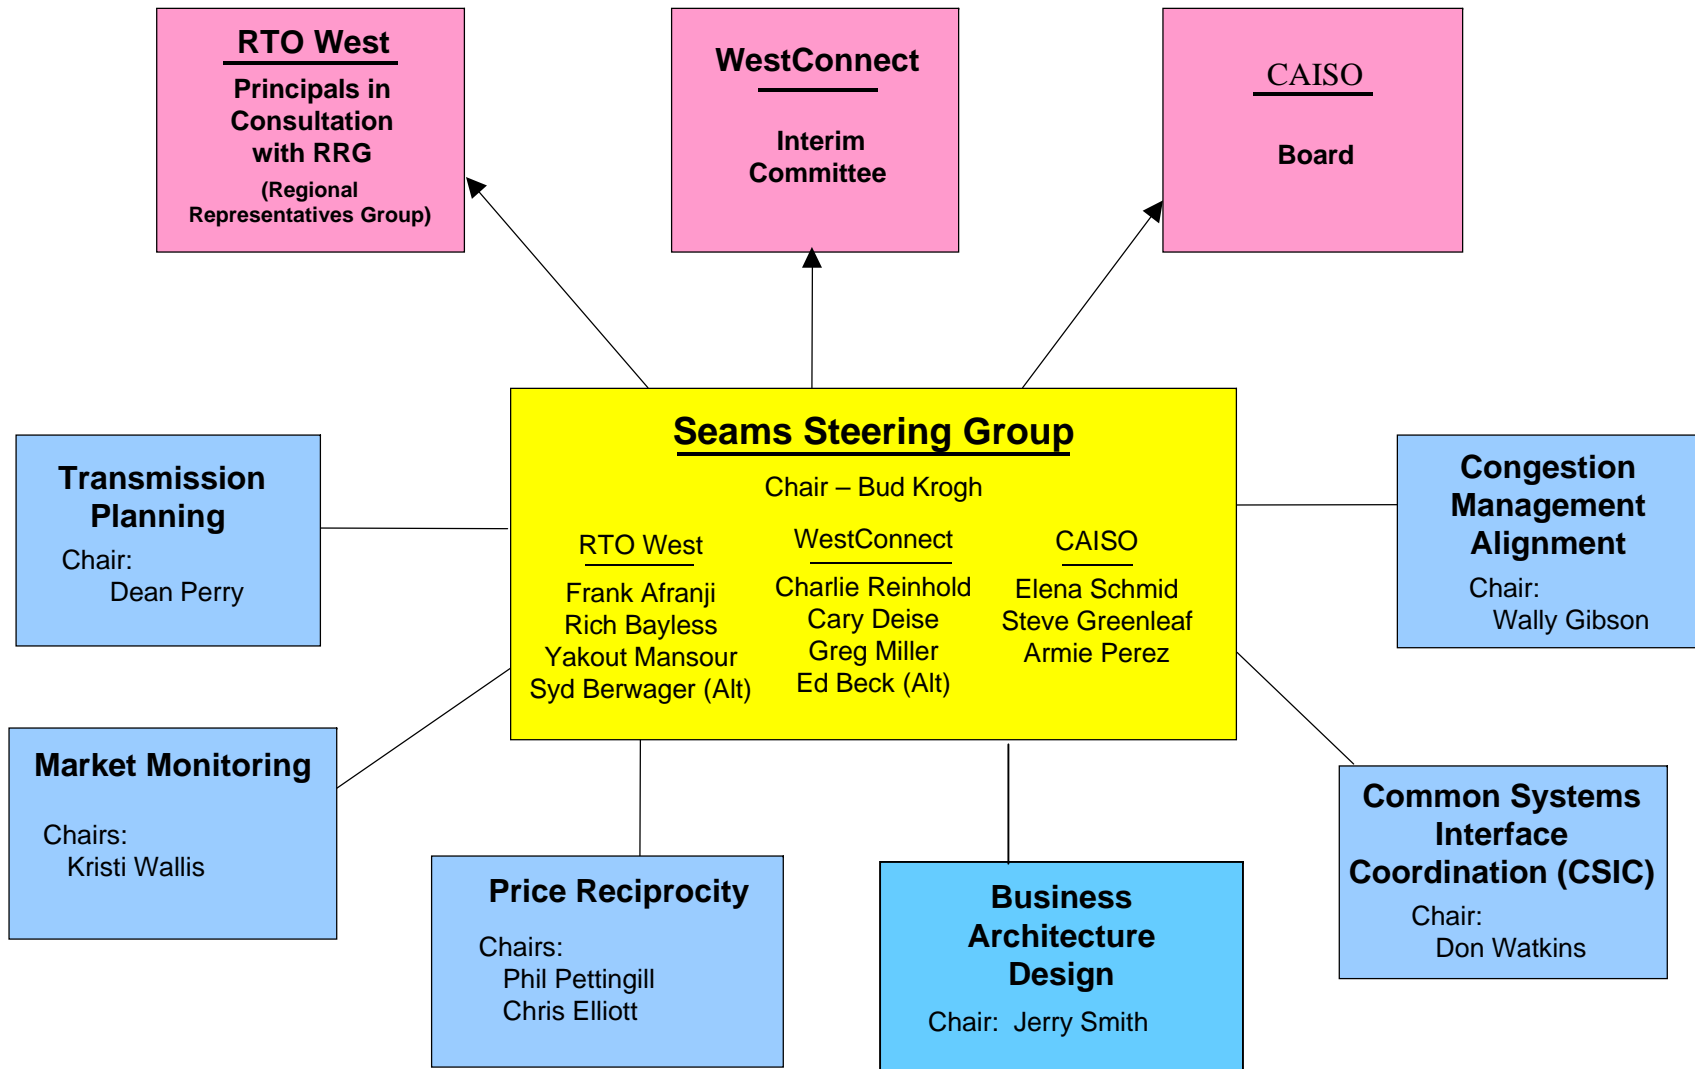 RTO West
Principals in
Consultation
with RRG
(Regional
Representatives Group)
WestConnect
Interim
Committee
CAISO
Board
Seams Steering Group
Chair – Bud Krogh
RTO West
Frank Afranji
Rich Bayless
Yakout Mansour
Syd Berwager (Alt)
WestConnect
Charlie Reinhold
Cary Deise
Greg Miller
Ed Beck (Alt)
CAISO
Elena Schmid
Steve Greenleaf
Armie Perez
Transmission
Planning
Chair:
Dean Perry
Congestion
Management
Alignment
Chair:
Wally Gibson
Market Monitoring
Chairs:
Kristi Wallis
Price Reciprocity
Chairs:
Phil Pettingill
Chris Elliott
Business
Architecture
Design
Chair:  Jerry Smith
Common Systems
Interface
Coordination (CSIC)
Chair:
Don Watkins